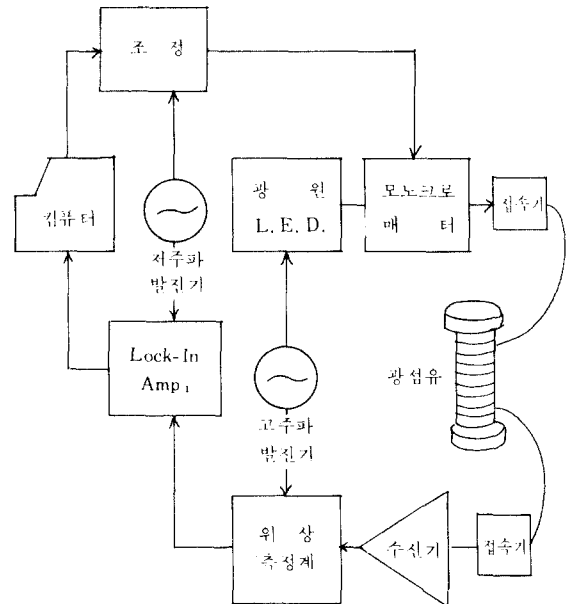 조 정
컴퓨터
저주파
발진기
광 원
L. E. D.
모노크로
매 터
접속기
Lock-In
Amp₁
광섬유
고주파
발진기
위 상
측정계
수신기
접속기